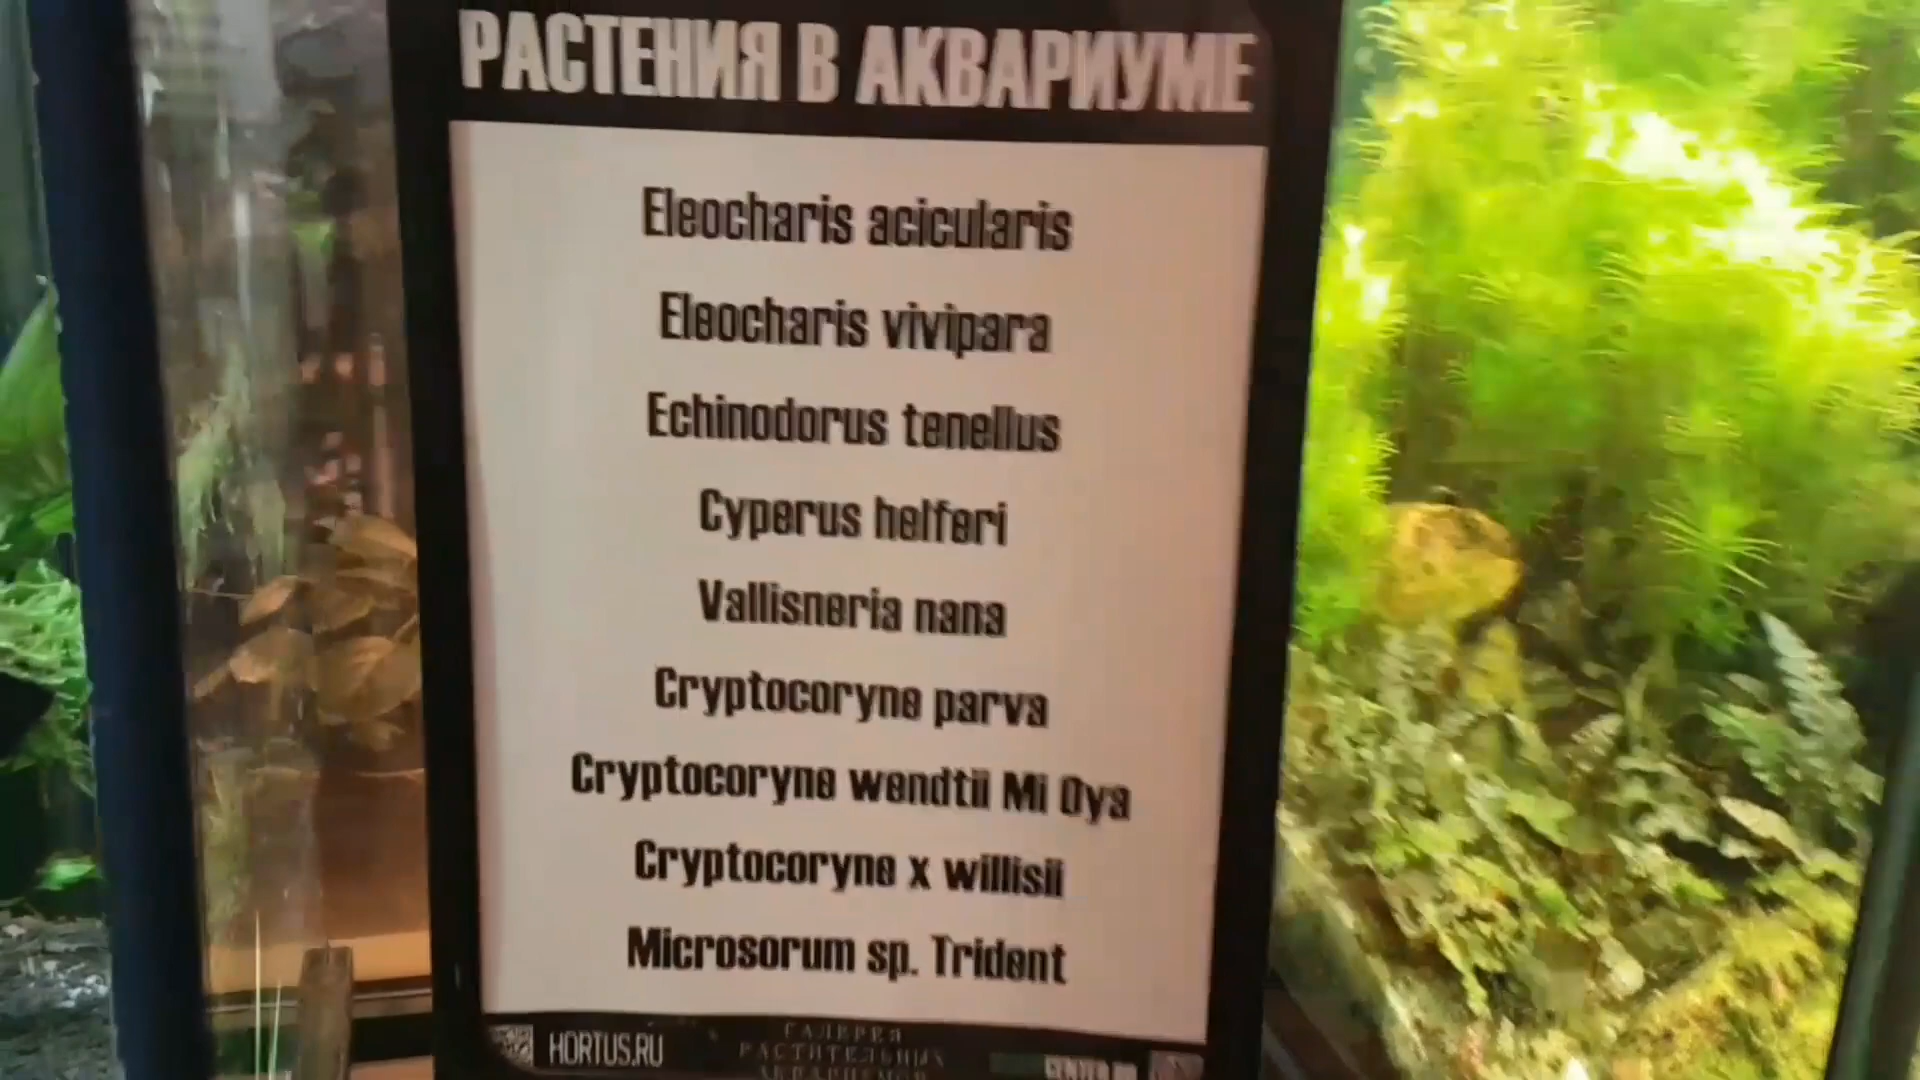 РАСТЕНИЯ В АКВАРИУМЕ
Eleocharis acicularis
Eleocharis vivipara
Echinodorus tenellus
Cyperus helferi
Vallisneria nana
Cryptocoryne parva
Cryptocoryne wendtii Mi Oya
Cryptocoryne x willisii
Microsorum sp. Trident
HORTUS.RU
ГАЛЕРЕЯ
РАСТИТЕЛЬНЫХ
АКВАРИУМОВ